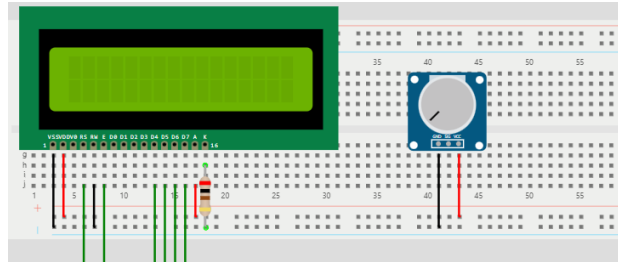 35 40 45 50 55
GND SIG VCC
VSS VDD V0 RS RW E D0 D1 D2 D3 D4 D5 D6 D7 A K
1 16
g
h
i
j
1 5 10 15 20 25 30 35 40 45 50 55
+